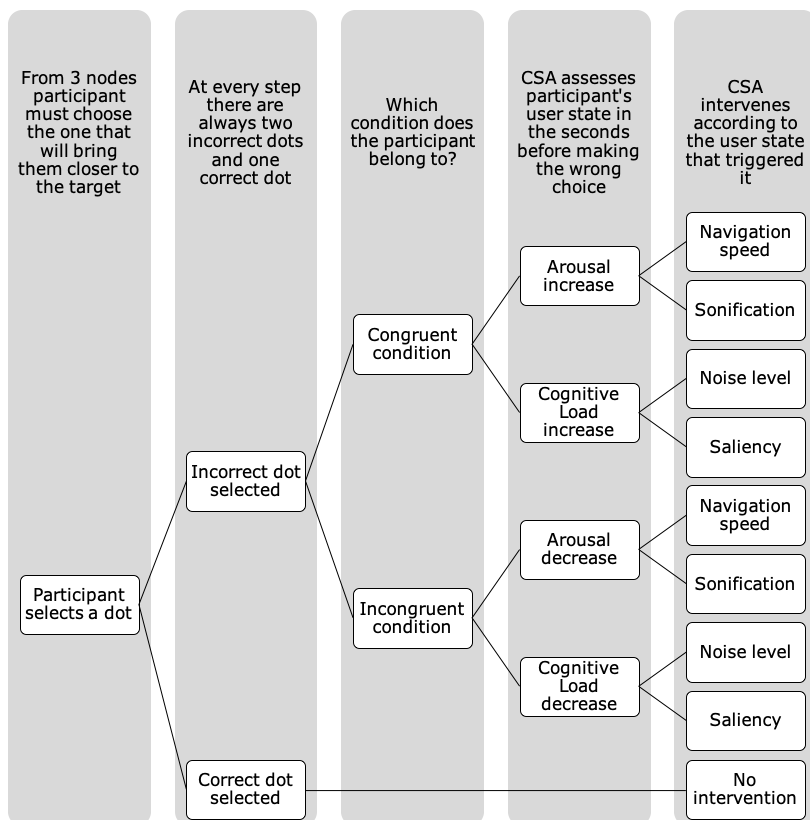 From 3 nodes
participant
must choose
the one that
will bring
them closer to
the target
At every step
there are
always two
incorrect dots
and one
correct dot
Which
condition does
the participant
belong to?
CSA assesses
participant's
user state in
the seconds
before making
the wrong
choice
CSA
intervenes
according to
the user state
that triggered
it
Participant
selects a dot
Incorrect dot
selected
Correct dot
selected
Congruent
condition
Incongruent
condition
Arousal
increase
Cognitive
Load
increase
Arousal
decrease
Cognitive
Load
decrease
Navigation
speed
Sonification
Noise level
Saliency
Navigation
speed
Sonification
Noise level
Saliency
No
intervention